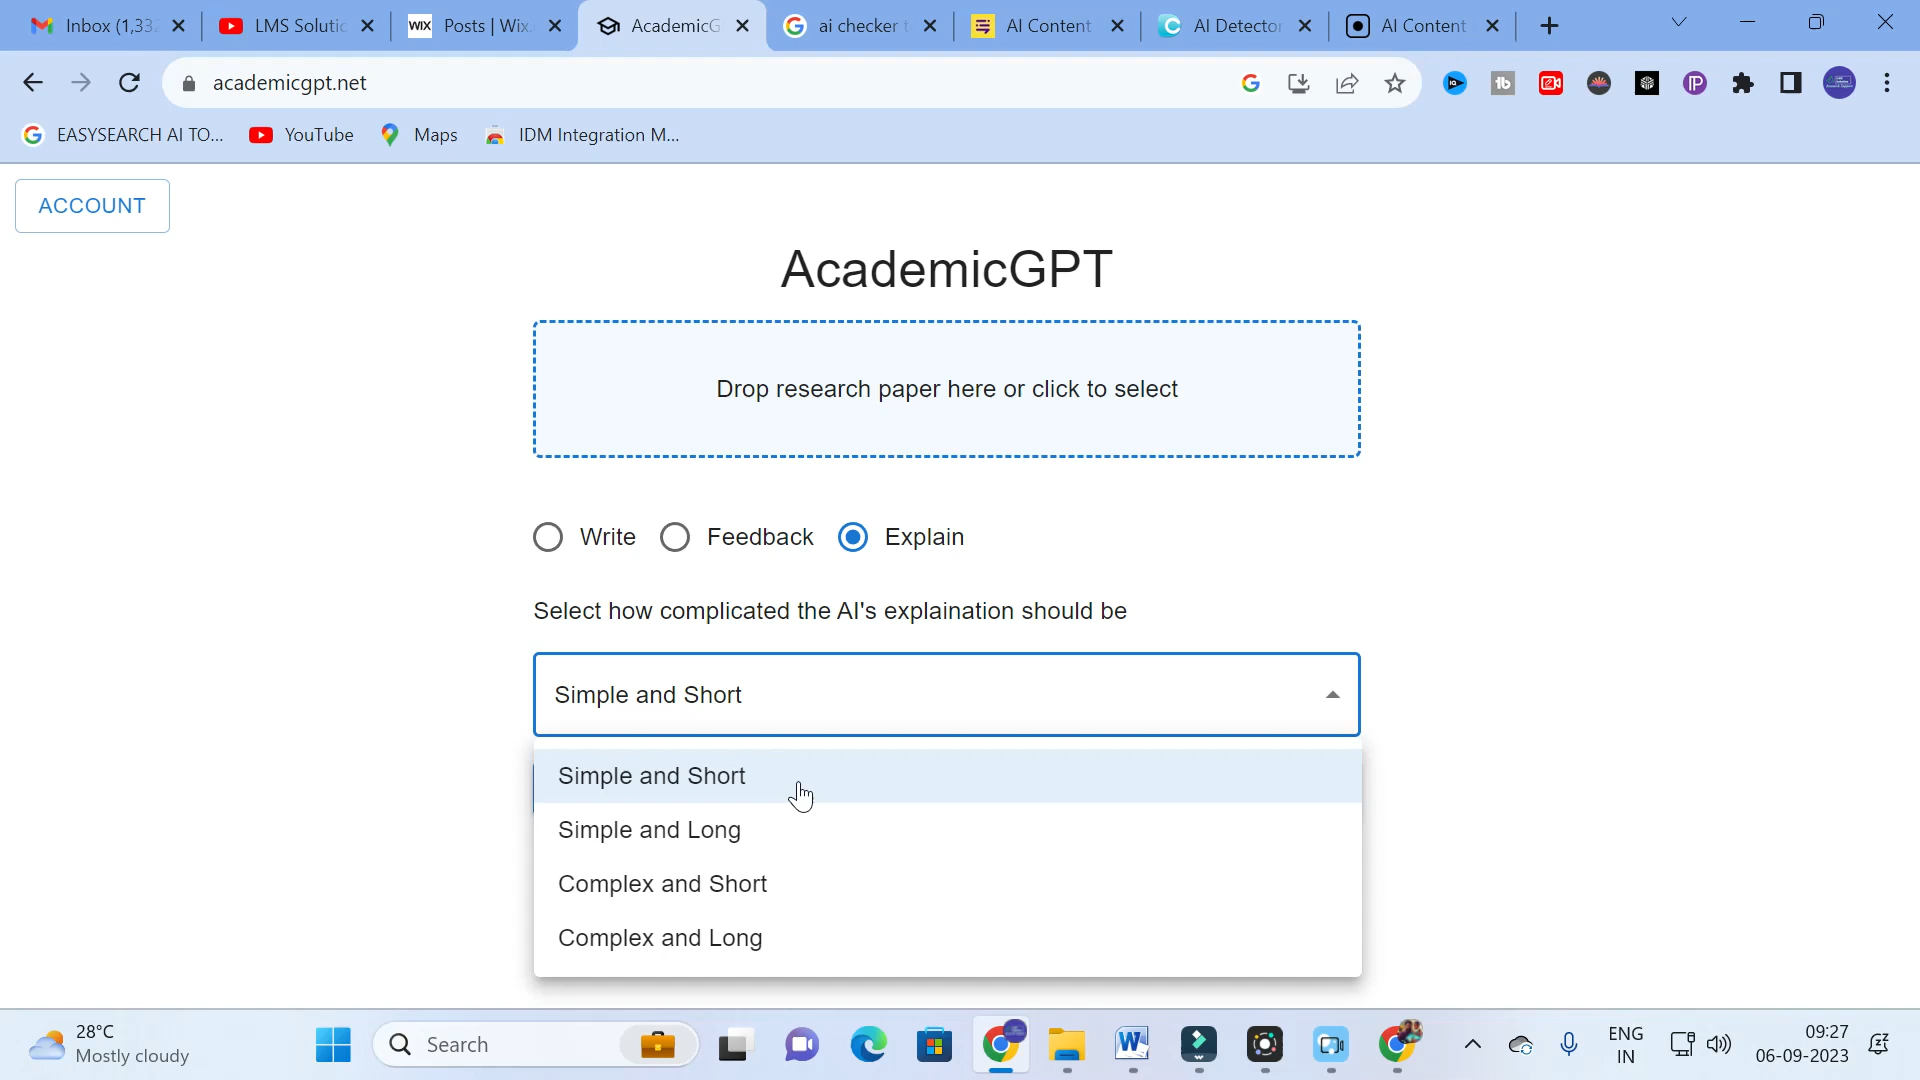 Inbox (1,33
LMS Solutic
WIX Posts | Wix.
AcademicG
ai checker
AI Content
AI Detector
AI Content
academicgpt.net
EASYSEARCH AI TO...
YouTube
Maps
IDM Integration M...
ACCOUNT
AcademicGPT
Drop research paper here or click to select
Write
Feedback
Explain
Select how complicated the AI's explaination should be
Simple and Short
Simple and Short
Simple and Long
Complex and Short
Complex and Long
28°C
Mostly cloudy
Search
ENG
IN
09:27
06-09-2023